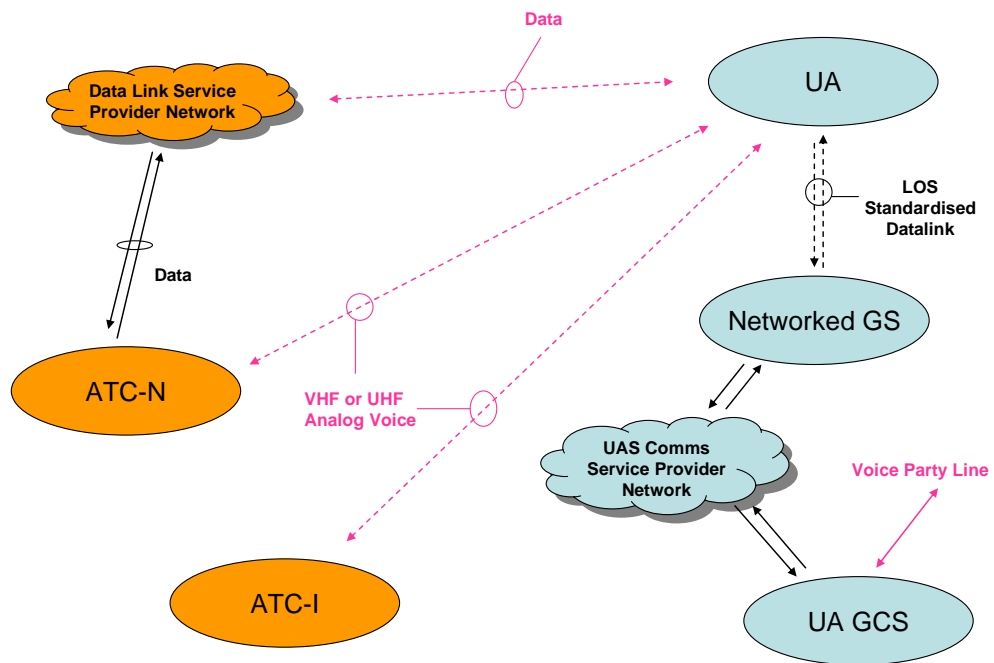 Data
Data Link Service
Provider Network
UA
LOS
Standardised
Datalink
Data
Networked GS
ATC-N
VHF or UHF
Analog Voice
UAS Comms
Service Provider
Network
Voice Party Line
ATC-I
UA GCS